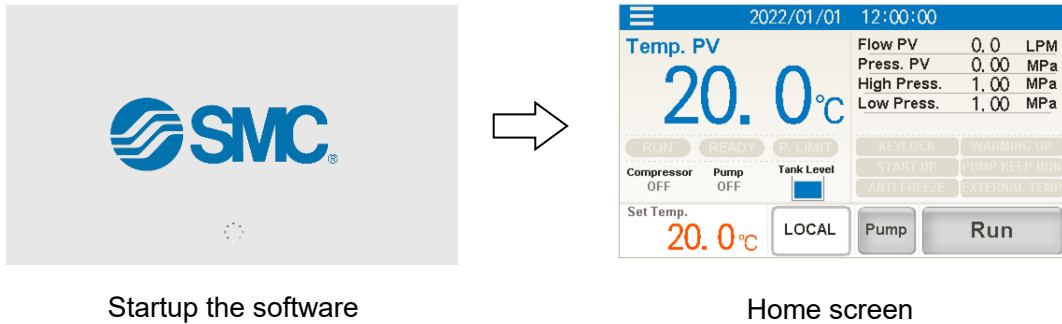 SMC®
Startup the software
2022/01/01 12:00:00
Temp. PV
20.0℃
Flow PV 0.0 LPM
Press. PV 0.00 MPa
High Press. 1.00 MPa
Low Press. 1.00 MPa
RUN READY P. LIMIT
KEYLOCK WARMING UP
START-UP PUMP KEEP RUN
ANTI-FREEZE EXTERNAL TEMP
Compressor Pump Tank Level
OFF OFF
Set Temp.
20.0℃
LOCAL Pump Run
Home screen